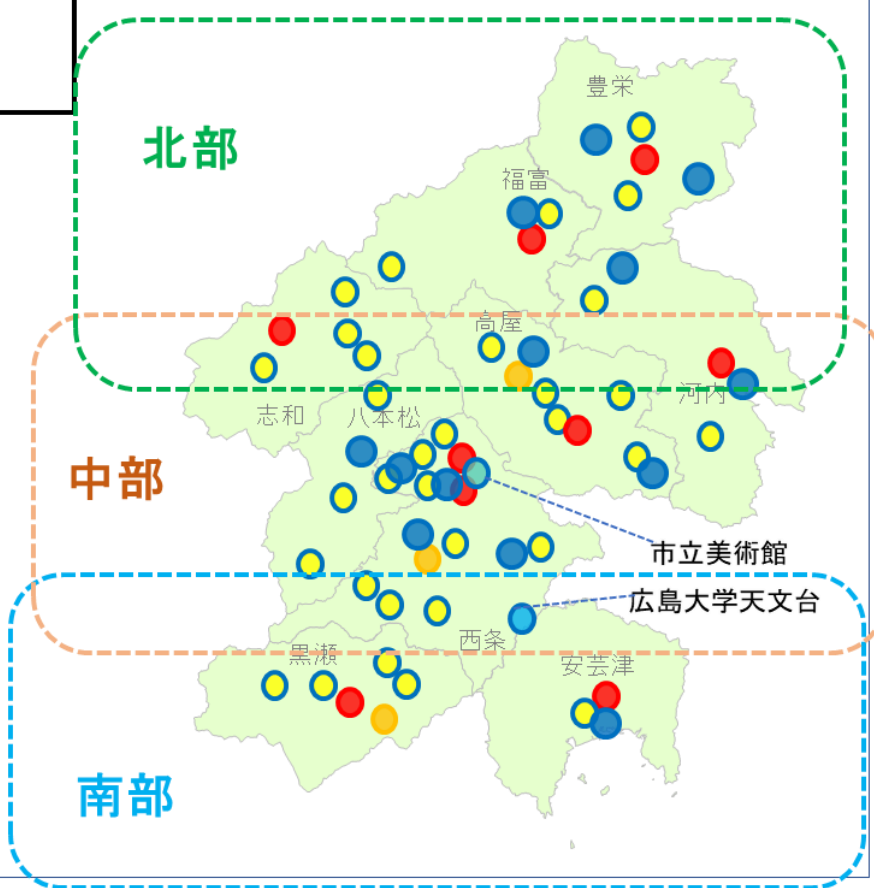 豊栄
北部
福富
高屋
河内
志和
八本松
中部
市立美術館
広島大学天文台
西条
黒瀬
安芸津
南部